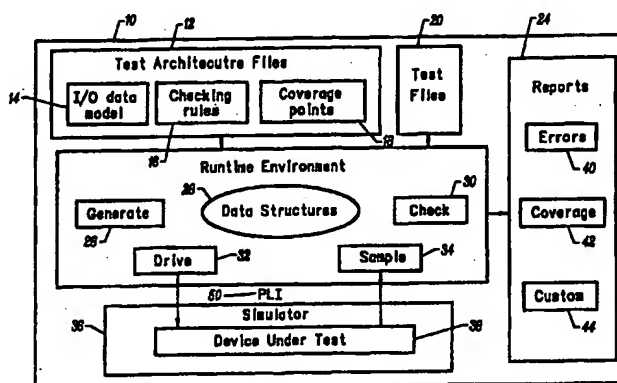 10
12
20
24
Test Architecutre Files
14
I/O data model
Checking rules
Coverage points
16
18
Test Files
Reports
Errors
40
Coverage
42
Custom
44
Runtime Environment
Generate
28
26
Data Structures
30
Check
Drive
32
Sample
34
50
PLI
Simulator
36
Device Under Test
38